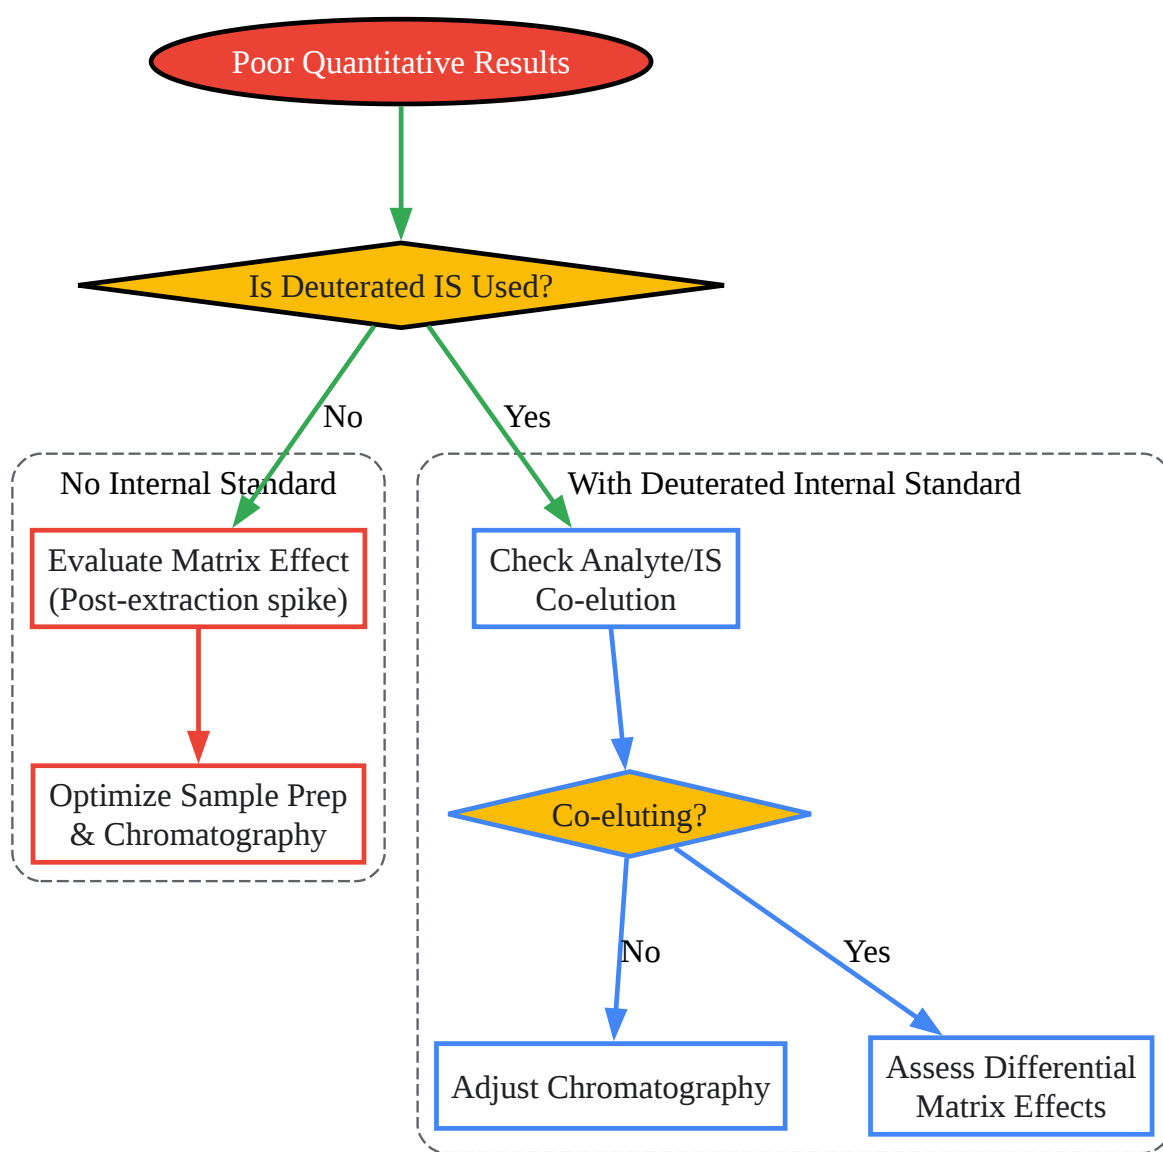 Poor Quantitative Results
Is Deuterated IS Used?
No
Yes
No Internal Standard
With Deuterated Internal Standard
Evaluate Matrix Effect
(Post-extraction spike)
Check Analyte/IS
Co-elution
Optimize Sample Prep
& Chromatography
Co-eluting?
No
Yes
Adjust Chromatography
Assess Differential
Matrix Effects